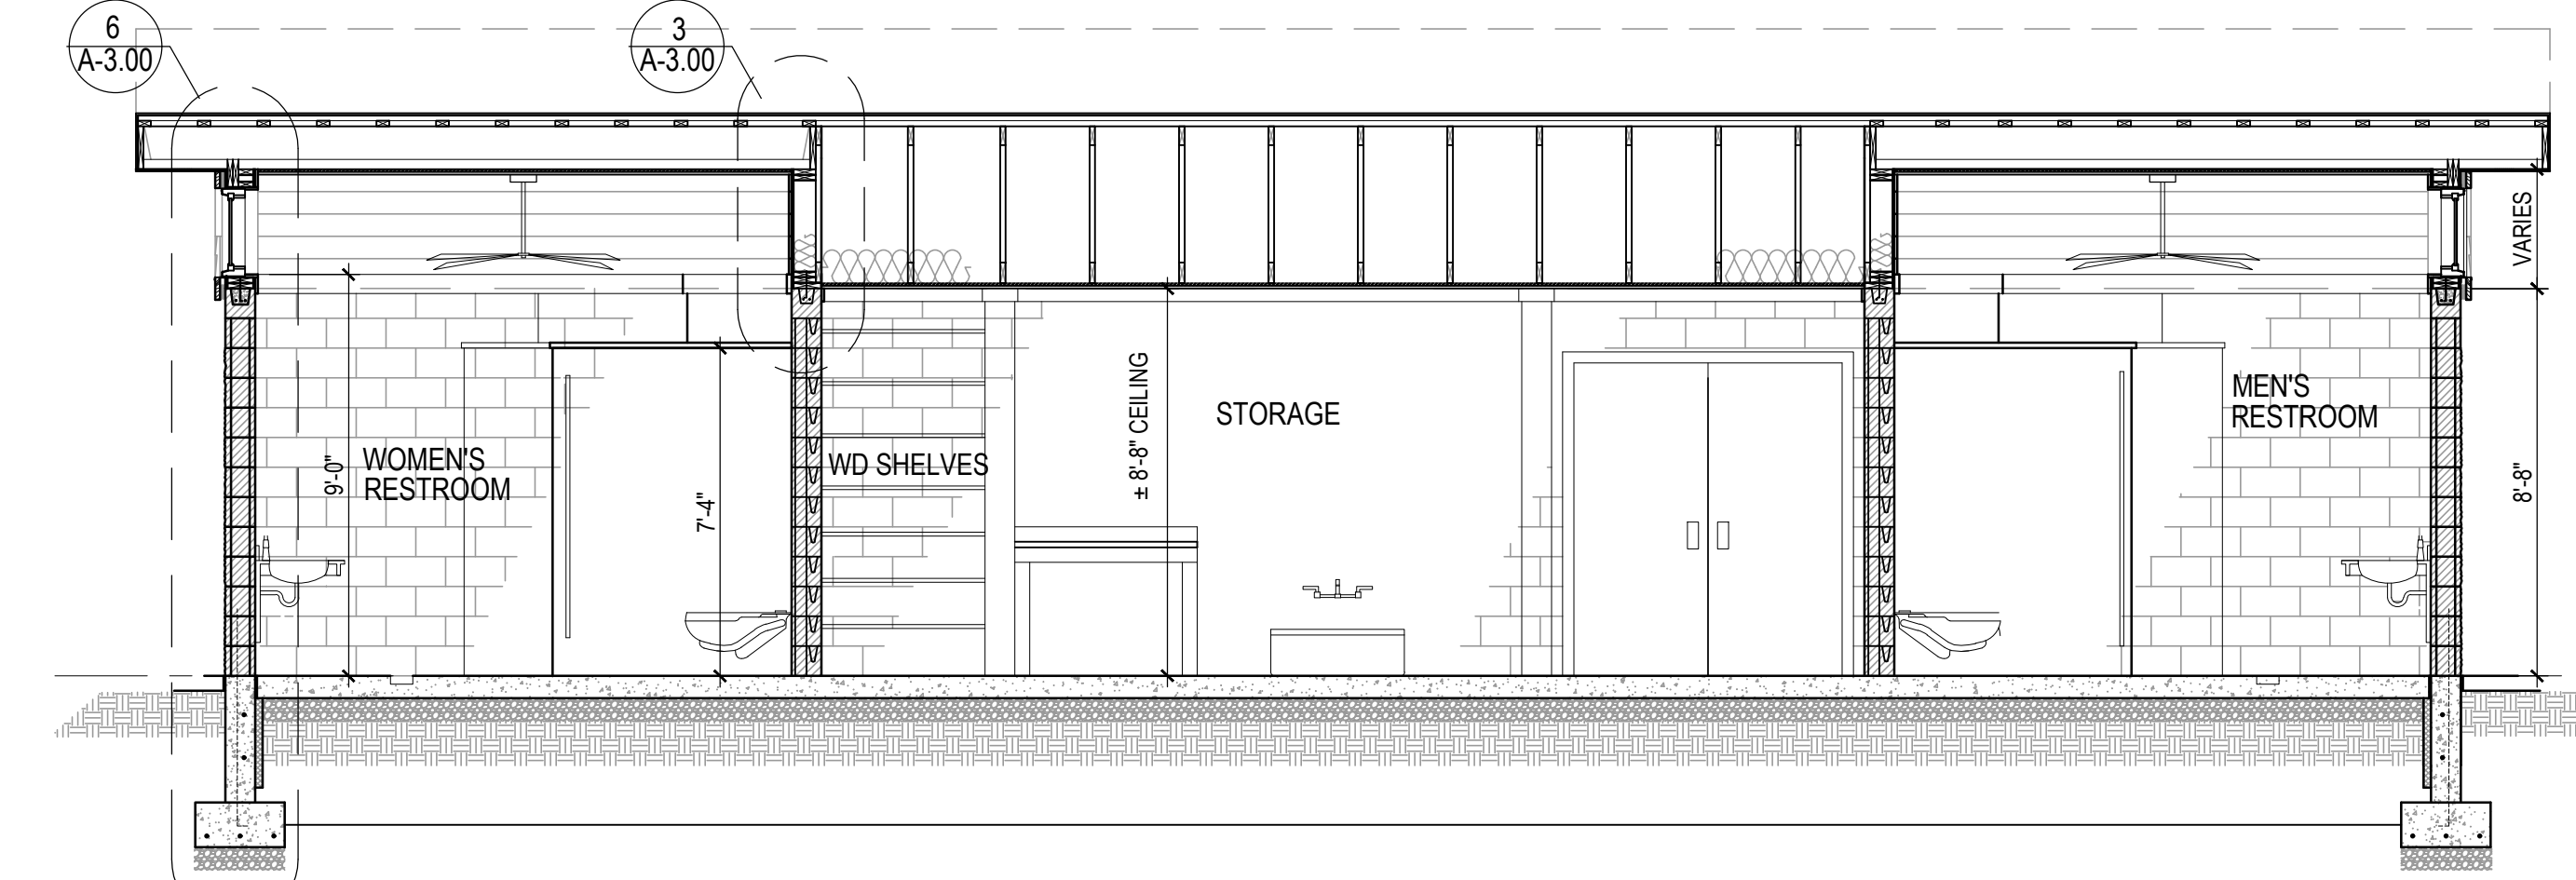 6
A-3.00
3
A-3.00
VARIES
± 8'-8" CEILING
STORAGE
MEN'S
RESTROOM
WOMEN'S
RESTROOM
9'-0"
WD SHELVES
7'-4"
8'-8"